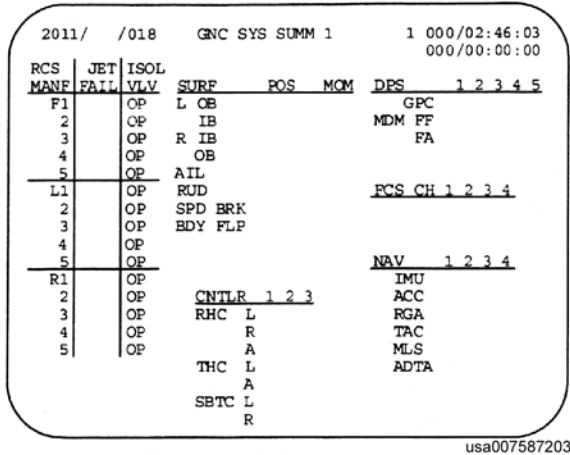 2011/ /018 GNC SYS SUMM 1 1 000/02:46:03
000/00:00:00
RCS JET ISOL
MANF FAIL VLV SURF POS MOM DPS 1 2 3 4 5
F1 OP L OB GPC
2 OP IB MDM FF
3 OP R IB FA
4 OP OB
5 OP AIL
L1 OP RUD FCS CH 1 2 3 4
2 OP SPD BRK
3 OP BDY FLP
4 OP
5 OP NAV 1 2 3 4
R1 OP IMU
2 OP CNTLR 1 2 3 ACC
3 OP RHC L RGA
4 OP R TAC
5 OP A MLS
THC L ADTA
A
SBTC L
R
usa007587203